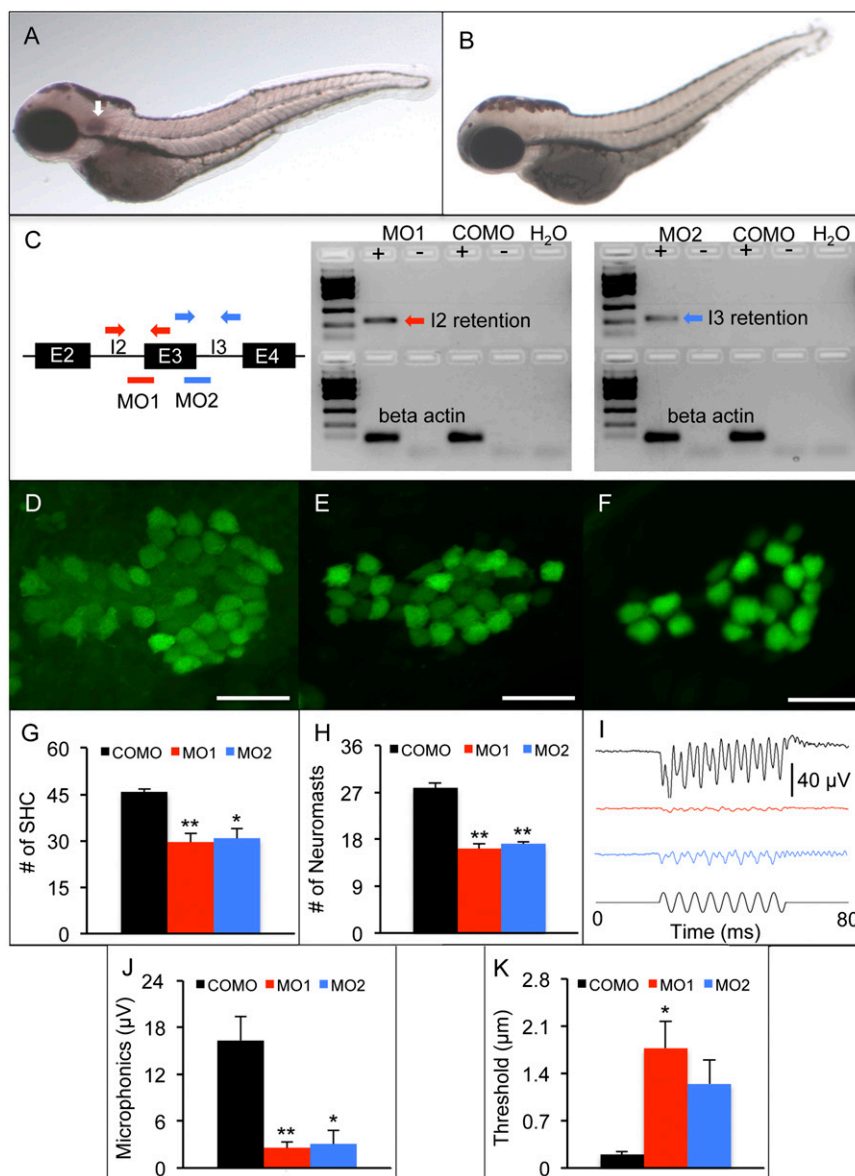 A
B
C
MO1 COMO H₂O
+ - + -
MO2 COMO H₂O
+ - + -
I2 retention
I3 retention
E2 I2 E3 I3 E4
MO1 MO2
beta actin
beta actin
D
E
F
G
COMO MO1 MO2
# of SHC
60
45
30
15
0
** *
H
COMO MO1 MO2
# of Neuromasts
36
27
18
9
0
** **
I
40 µV
0 80
Time (ms)
J
COMO MO1 MO2
Microphonics (µV)
24
18
12
6
0
** *
K
COMO MO1 MO2
Threshold (µm)
2.8
2.1
1.4
0.7
0
*